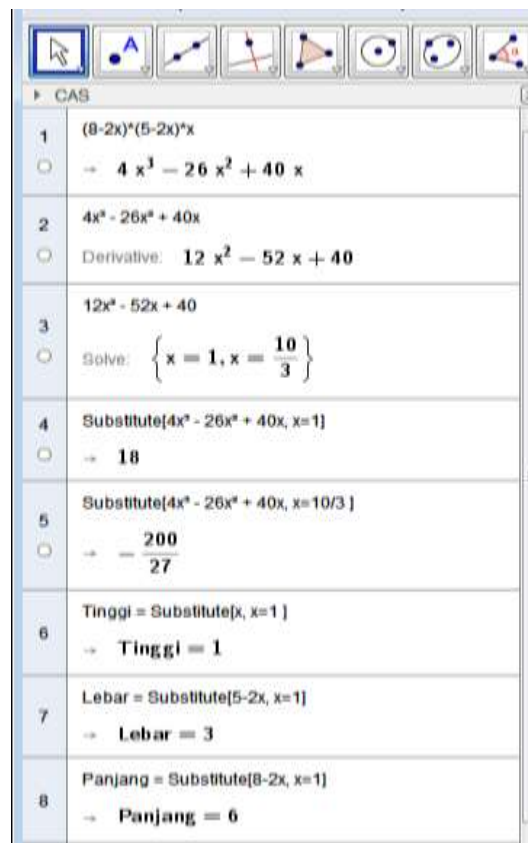 A
α
CAS
1
(8-2x)*(5-2x)*x
→ 4 x³ − 26 x² + 40 x
2
4x³ - 26x² + 40x
Derivative: 12 x² − 52 x + 40
3
12x² - 52x + 40
Solve: {x = 1, x = 10/3}
4
Substitute[4x³ - 26x² + 40x, x=1]
→ 18
5
Substitute[4x³ - 26x² + 40x, x=10/3 ]
→ − 200/27
6
Tinggi = Substitute[x, x=1 ]
→ Tinggi = 1
7
Lebar = Substitute[5-2x, x=1]
→ Lebar = 3
8
Panjang = Substitute[8-2x, x=1]
→ Panjang = 6